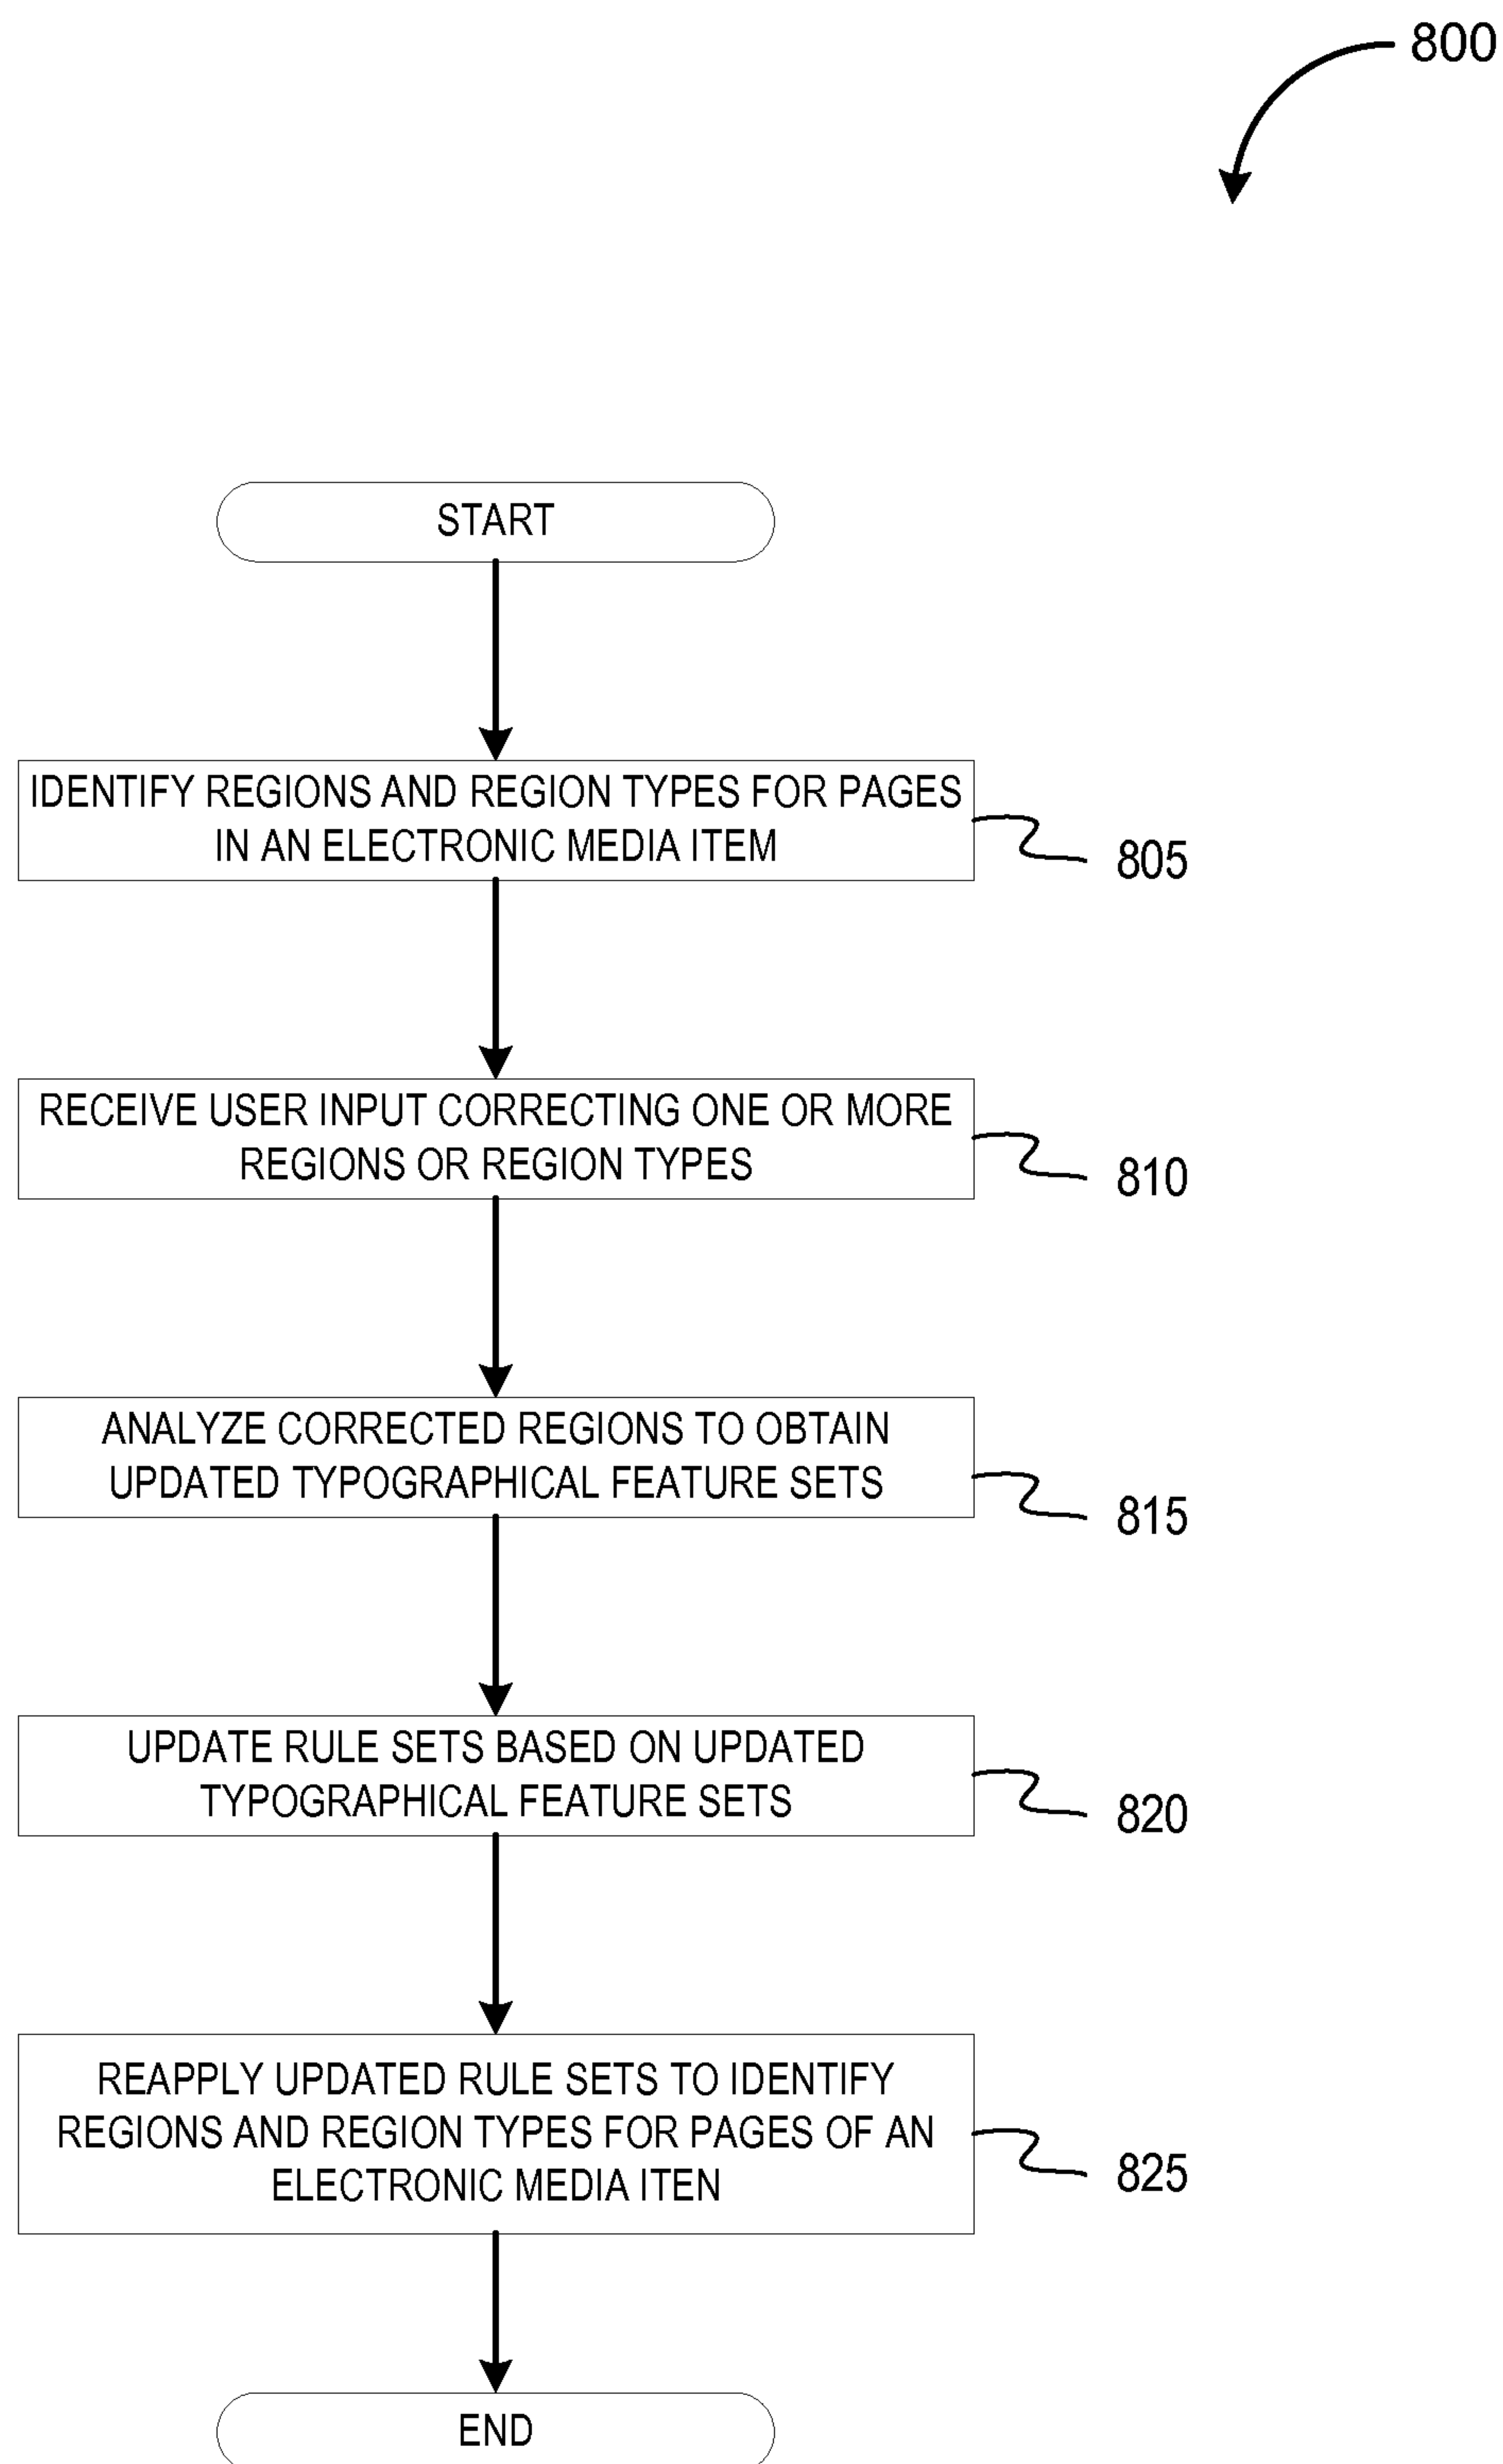 800
START
IDENTIFY REGIONS AND REGION TYPES FOR PAGES
IN AN ELECTRONIC MEDIA ITEM
805
RECEIVE USER INPUT CORRECTING ONE OR MORE
REGIONS OR REGION TYPES
810
ANALYZE CORRECTED REGIONS TO OBTAIN
UPDATED TYPOGRAPHICAL FEATURE SETS
815
UPDATE RULE SETS BASED ON UPDATED
TYPOGRAPHICAL FEATURE SETS
820
REAPPLY UPDATED RULE SETS TO IDENTIFY
REGIONS AND REGION TYPES FOR PAGES OF AN
ELECTRONIC MEDIA ITEN
825
END